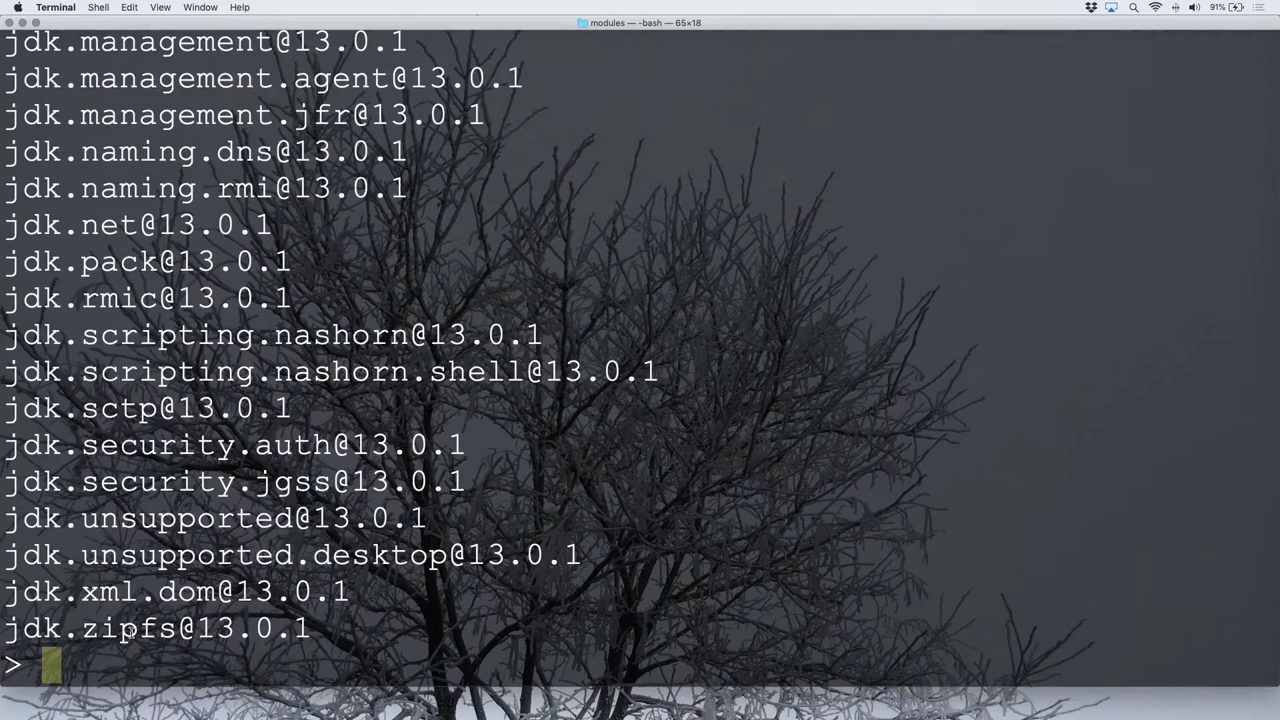 Terminal Shell Edit View Window Help 91%
modules — -bash — 65×18
jdk.management@13.0.1
jdk.management.agent@13.0.1
jdk.management.jfr@13.0.1
jdk.naming.dns@13.0.1
jdk.naming.rmi@13.0.1
jdk.net@13.0.1
jdk.pack@13.0.1
jdk.rmic@13.0.1
jdk.scripting.nashorn@13.0.1
jdk.scripting.nashorn.shell@13.0.1
jdk.sctp@13.0.1
jdk.security.auth@13.0.1
jdk.security.jgss@13.0.1
jdk.unsupported@13.0.1
jdk.unsupported.desktop@13.0.1
jdk.xml.dom@13.0.1
jdk.zipfs@13.0.1
>